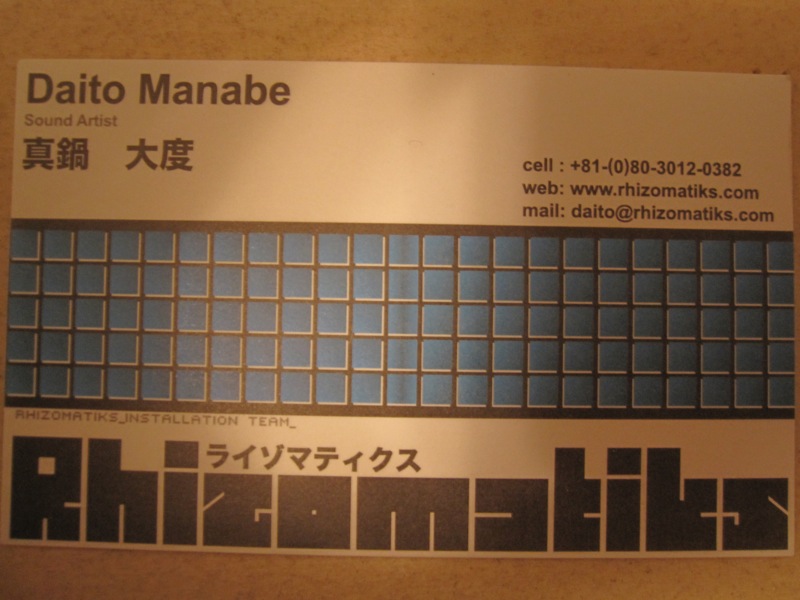 Daito Manabe
Sound Artist
真鍋 大度
cell : +81-(0)80-3012-0382
web: www.rhizomatiks.com
mail: daito@rhizomatiks.com
RHIZOMATIKS_INSTALLATION TEAM_
ライゾマティクス
Rhizomatiks